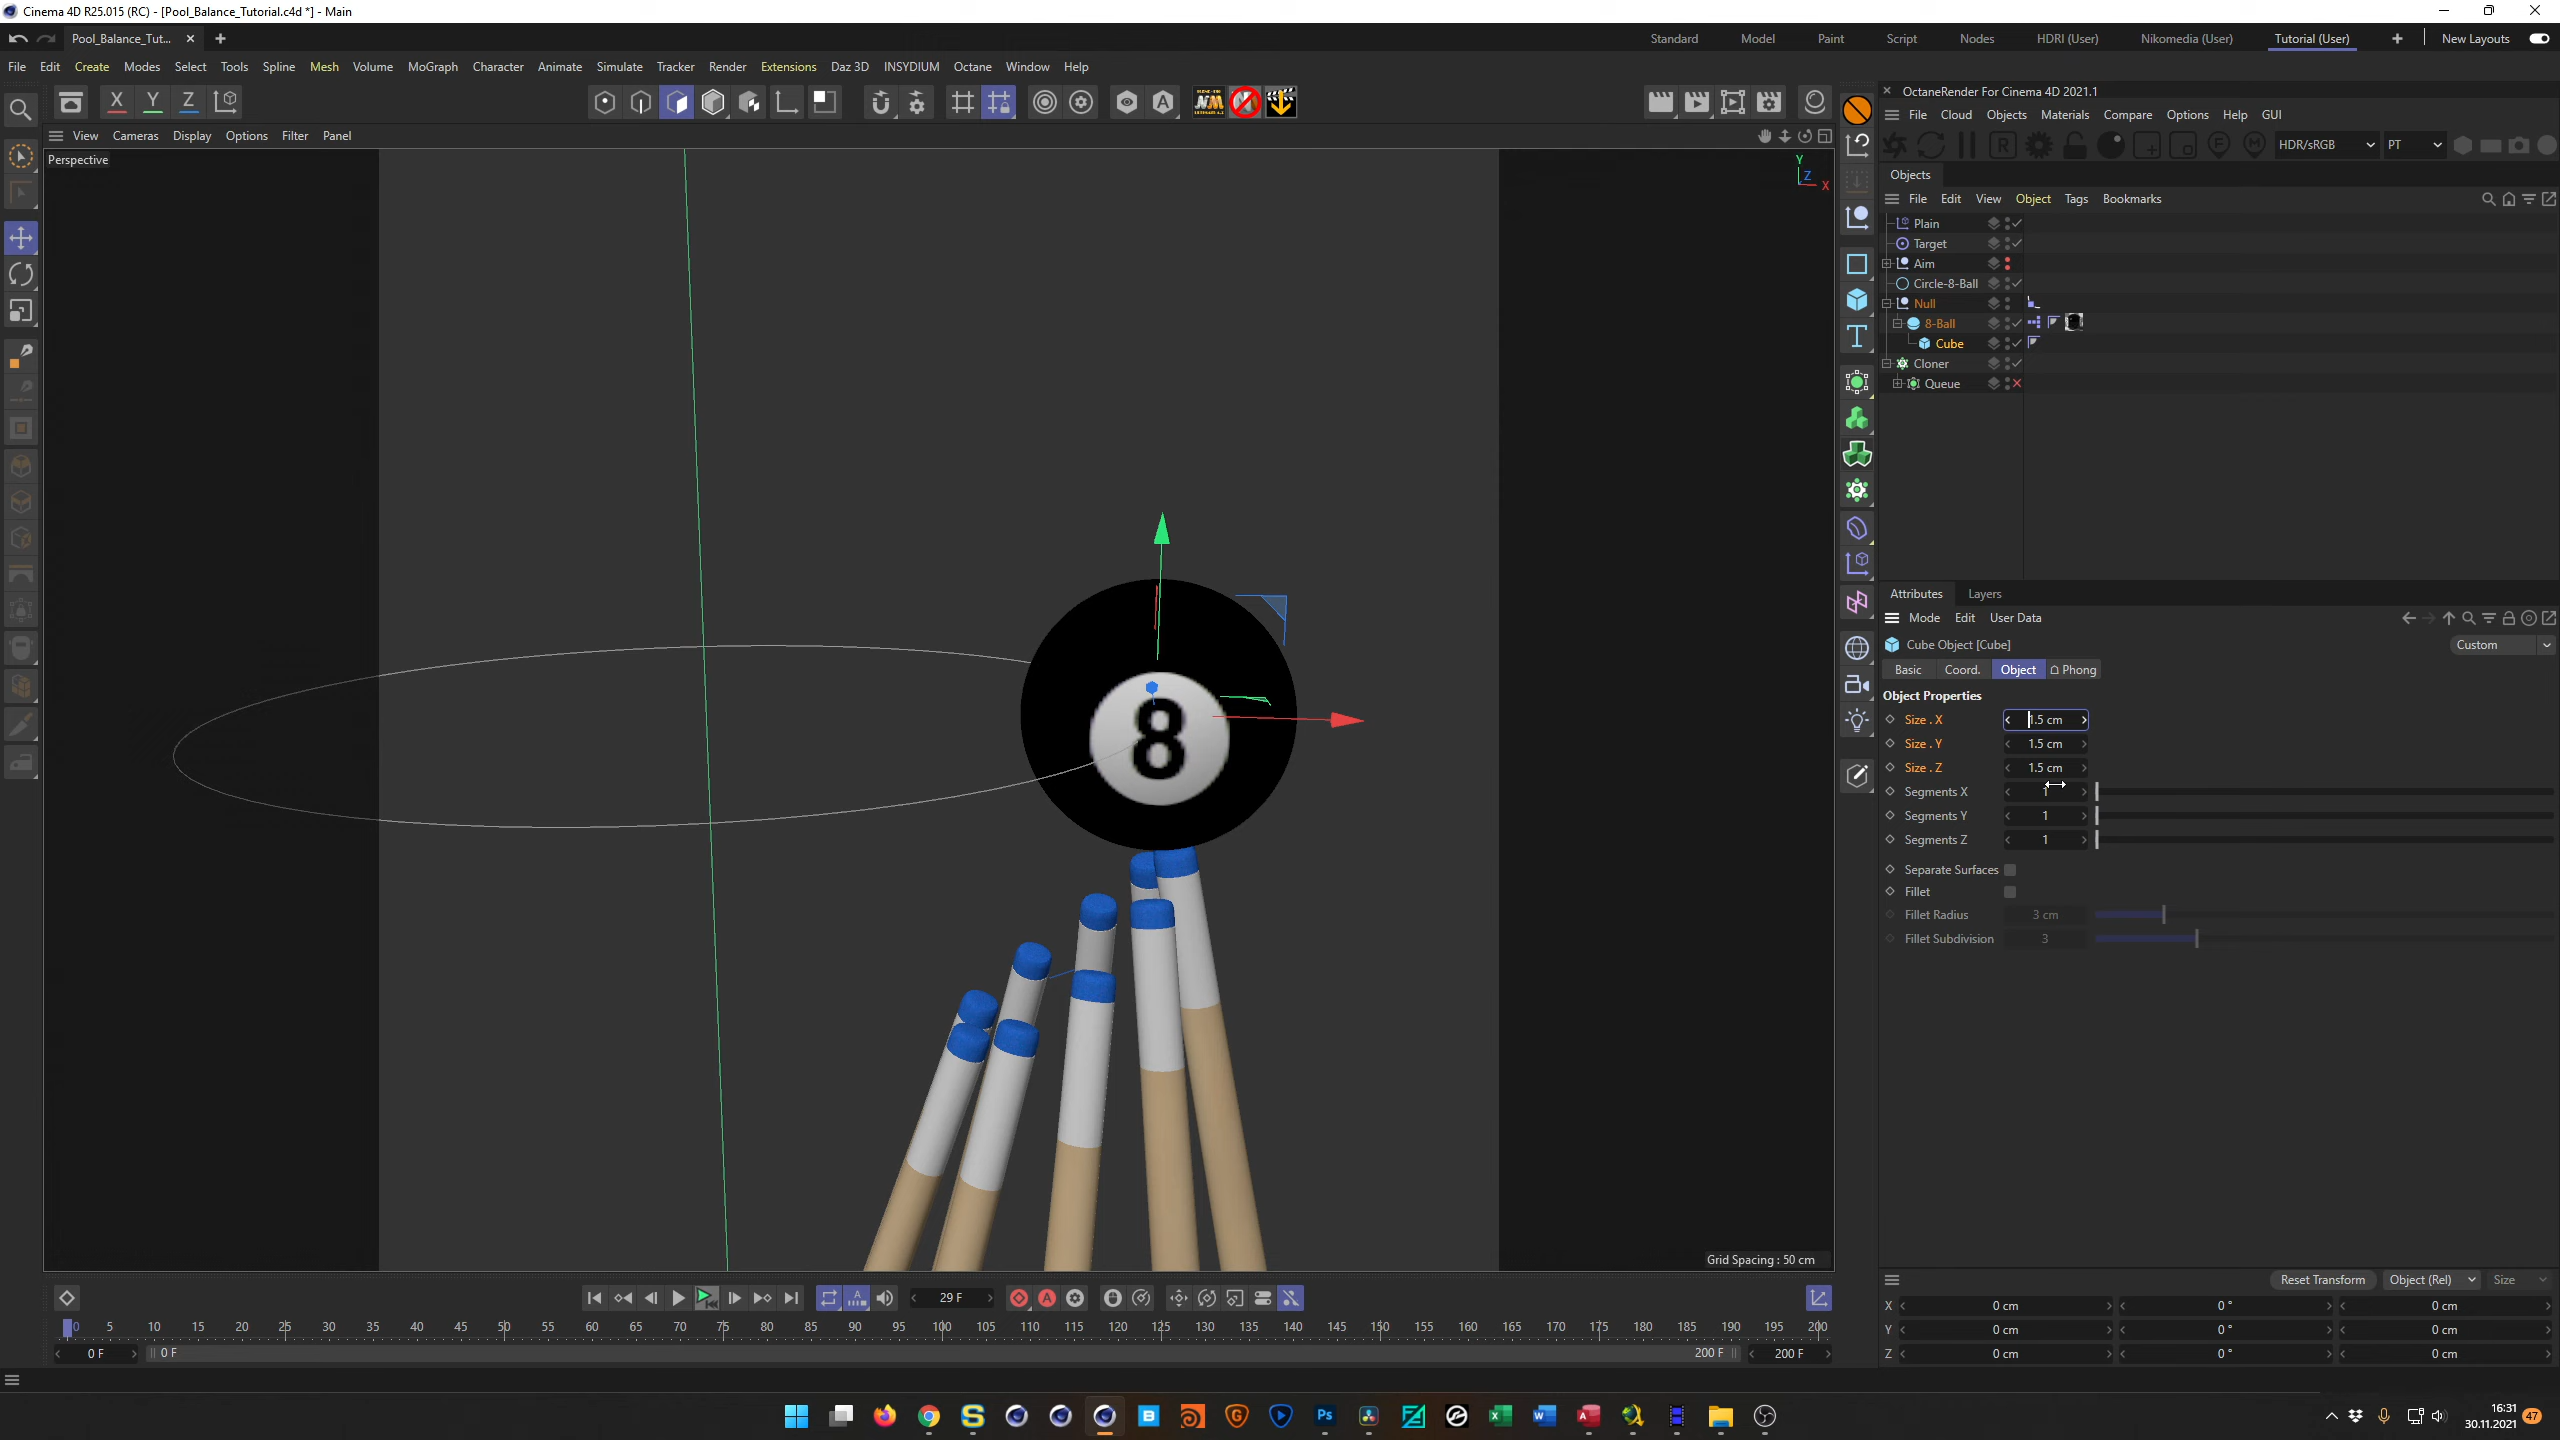 Cinema 4D R25.015 (RC) - [Pool_Balance_Tutorial.c4d *] - Main
Pool_Balance_Tut...
Standard Model Paint Script Nodes HDRI (User) Nikomedia (User) Tutorial (User) New Layouts
File Edit Create Modes Select Tools Spline Mesh Volume MoGraph Character Animate Simulate Tracker Render Extensions Daz 3D INSYDIUM Octane Window Help
X Y Z
OctaneRender For Cinema 4D 2021.1
File Cloud Objects Materials Compare Options Help GUI
View Cameras Display Options Filter Panel
HDR/sRGB PT
Perspective
Y
Z
X
Objects
File Edit View Object Tags Bookmarks
Plain
Target
Aim
Circle-8-Ball
Null
8-Ball
Cube
Cloner
Queue
8
Attributes Layers
Mode Edit User Data
Cube Object [Cube]
Custom
Basic Coord. Object Phong
Object Properties
Size . X 1.5 cm
Size . Y 1.5 cm
Size . Z 1.5 cm
Segments X 1
Segments Y 1
Segments Z 1
Separate Surfaces
Fillet
Fillet Radius 3 cm
Fillet Subdivision 3
Grid Spacing : 50 cm
29 F
0 5 10 15 20 25 30 35 40 45 50 55 60 65 70 75 80 85 90 95 100 105 110 115 120 125 130 135 140 145 150 155 160 165 170 175 180 185 190 195 200
0 F 0 F 200 F 200 F
Reset Transform Object (Rel) Size
X 0 cm 0 ° 0 cm
Y 0 cm 0 ° 0 cm
Z 0 cm 0 ° 0 cm
16:31
30.11.2021
47